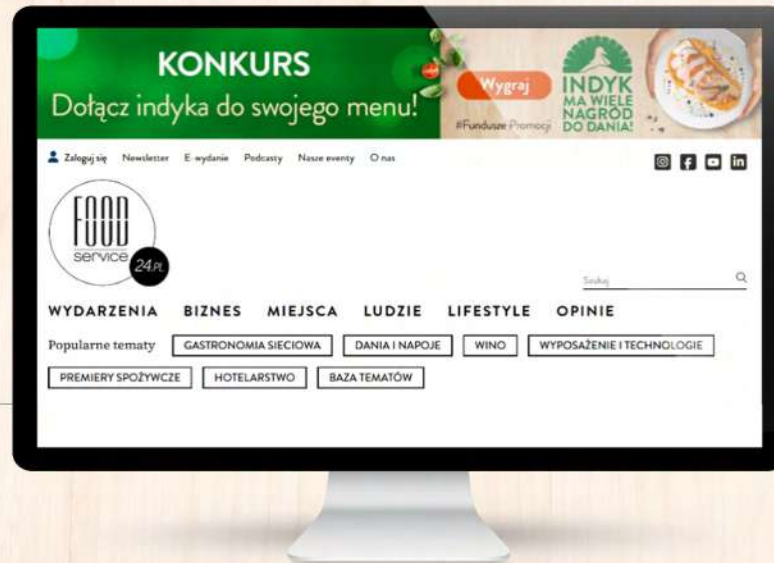 KONKURS
Dołącz indyka do swojego menu!
Wygraj
#Fundusze Promocji
INDYK
MA WIELE
NAGRÓD
DO DANIA!
Zaloguj się Newsletter E-wydanie Podcasty Nasze eventy O nas
FOOD
service
24.PL
Szukaj
WYDARZENIA BIZNES MIEJSCA LUDZIE LIFESTYLE OPINIE
Popularne tematy GASTRONOMIA SIECIOWA DANIA I NAPOJE WINO WYPOSAŻENIE I TECHNOLOGIE
PREMIERY SPOŻYWCZE HOTELARSTWO BAZA TEMATÓW